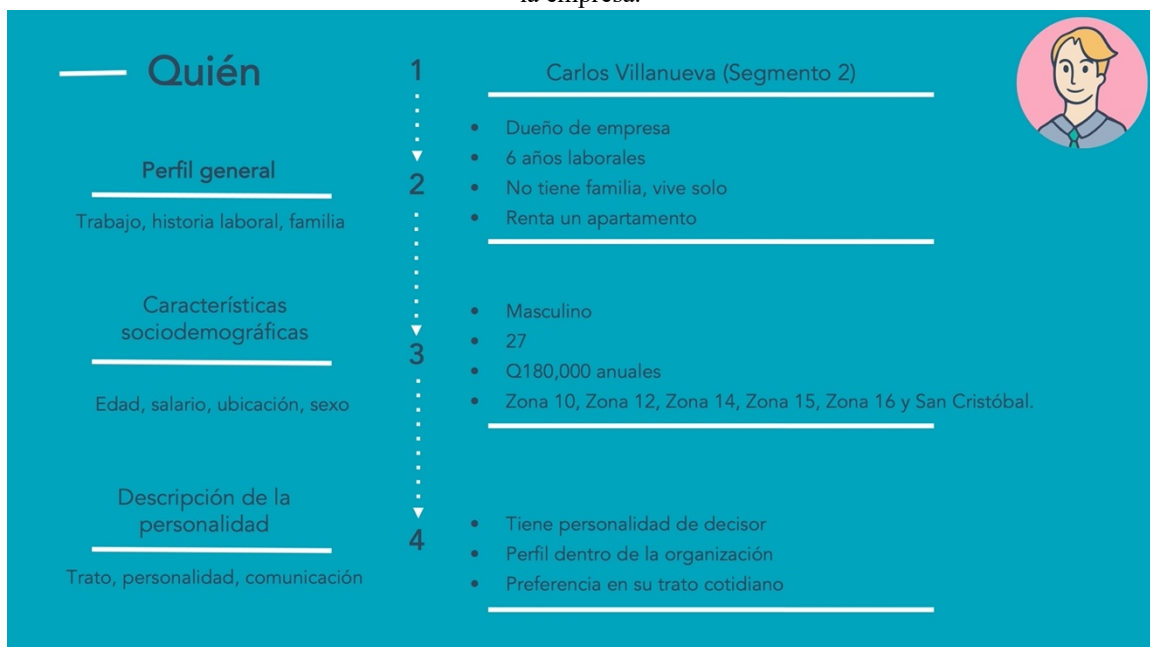 la empresa.
Quién
1
Carlos Villanueva (Segmento 2)
• Dueño de empresa
• 6 años laborales
Perfil general
2
• No tiene familia, vive solo
Trabajo, historia laboral, familia
• Renta un apartamento
Características
sociodemográficas
• Masculino
3
• 27
• Q180,000 anuales
Edad, salario, ubicación, sexo
• Zona 10, Zona 12, Zona 14, Zona 15, Zona 16 y San Cristóbal.
Descripción de la
personalidad
4
• Tiene personalidad de decisor
• Perfil dentro de la organización
Trato, personalidad, comunicación
• Preferencia en su trato cotidiano